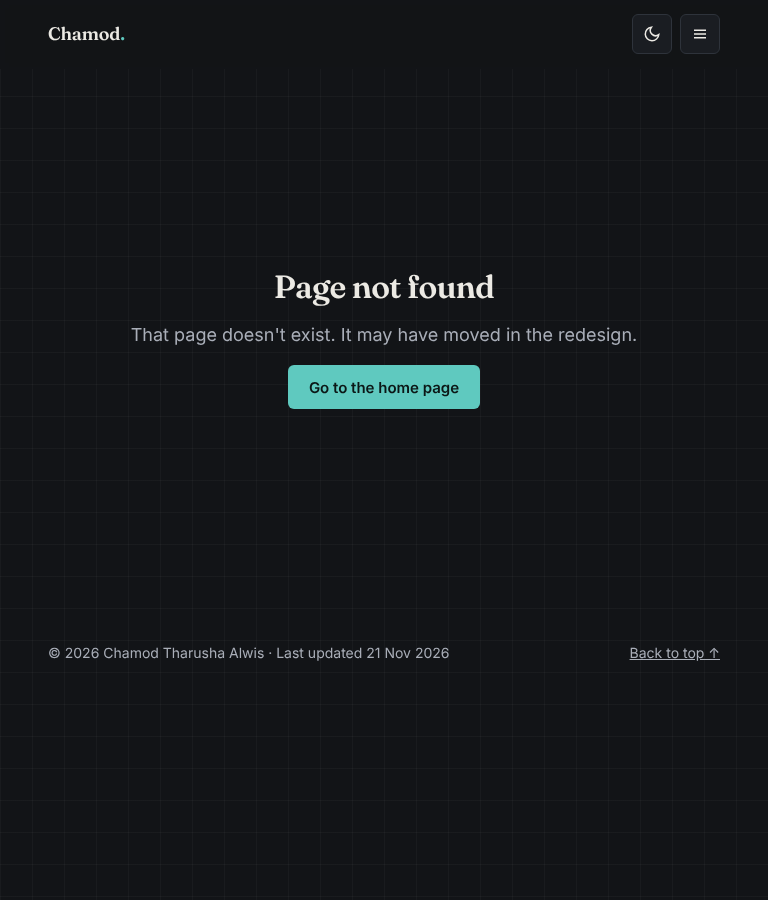 Chamod.
Page not found
That page doesn't exist. It may have moved in the redesign.
Go to the home page
© 2026 Chamod Tharusha Alwis · Last updated 21 Nov 2026
Back to top ↑